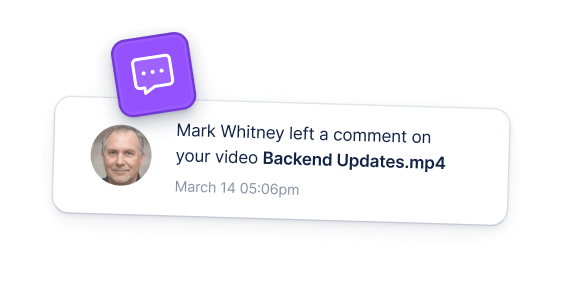 Mark Whitney left a comment on
your video Backend Updates.mp4
March 14 05:06pm